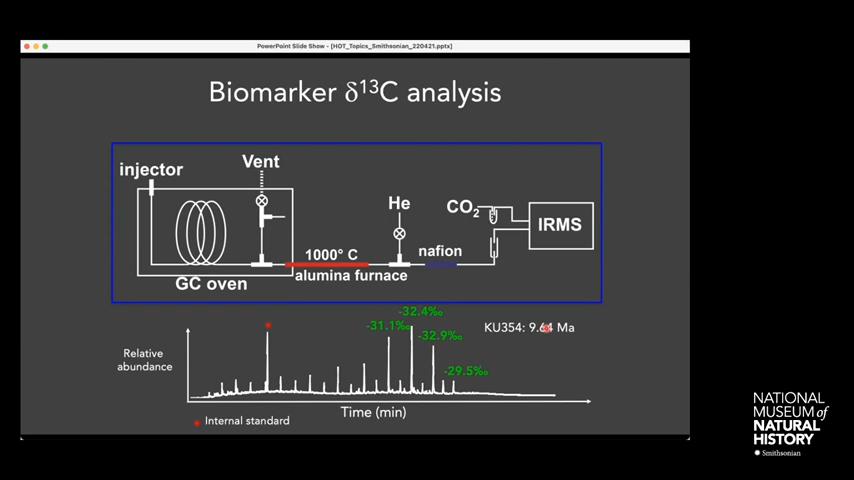 PowerPoint Slide Show - [HOT_Topics_Smithsonian_220421.pptx]
Biomarker δ13C analysis
injector
Vent
He
CO2
IRMS
1000° C
nafion
alumina furnace
GC oven
-32.4‰
-31.1‰
KU354: 9.64 Ma
-32.9‰
Relative
abundance
-29.5‰
Time (min)
Internal standard
NATIONAL
MUSEUM of
NATURAL
HISTORY
Smithsonian